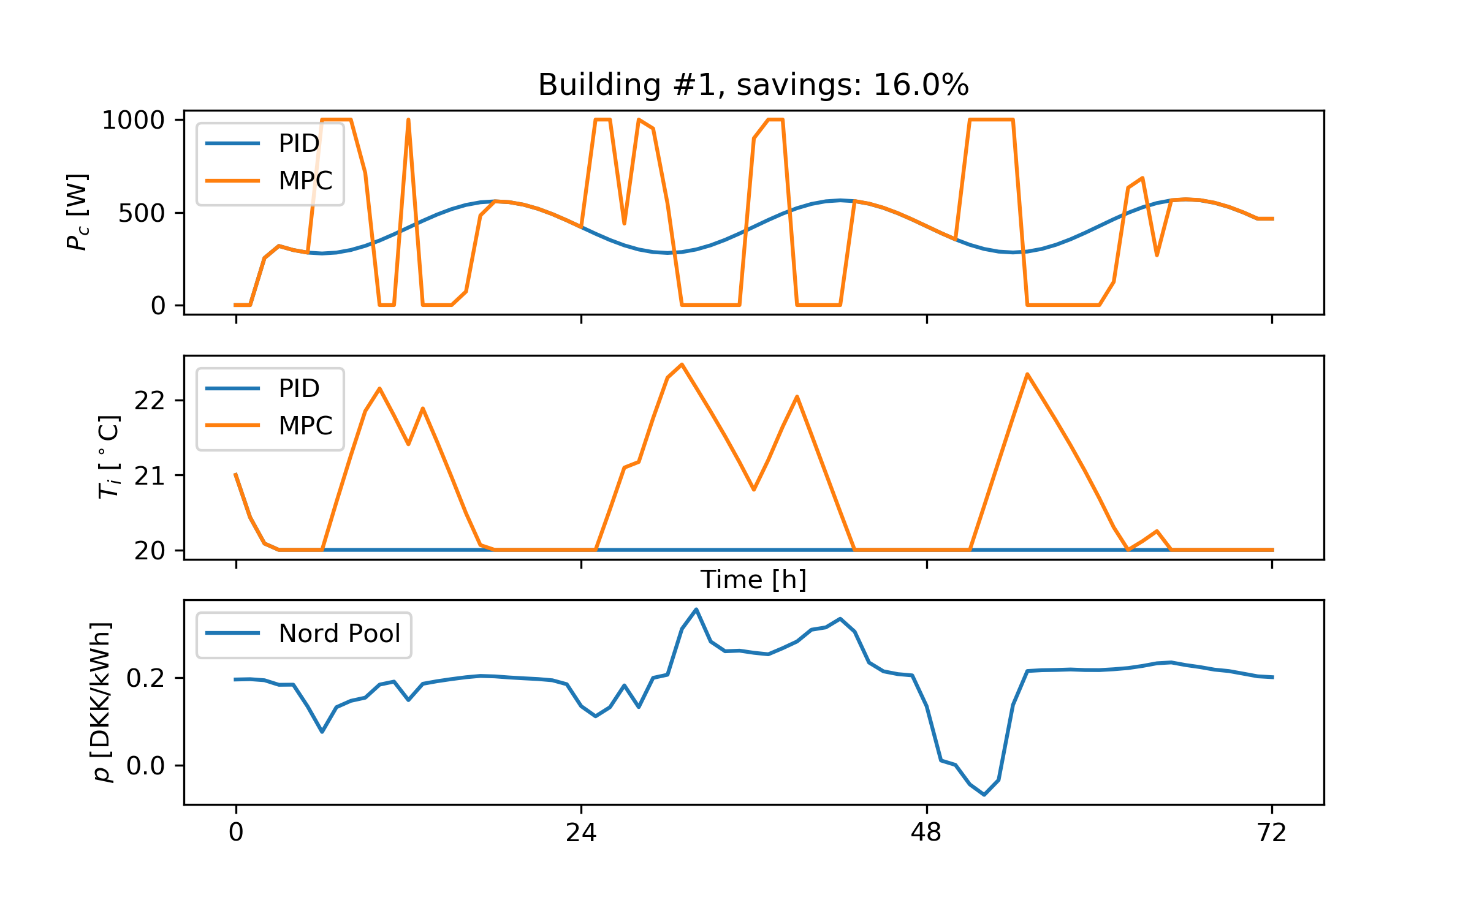 Building #1, savings: 16.0%
1000
500
0
P_c [W]
PID
MPC
22
21
20
T_i [°C]
PID
MPC
Time [h]
0.2
0.0
p [DKK/kWh]
Nord Pool
0 24 48 72